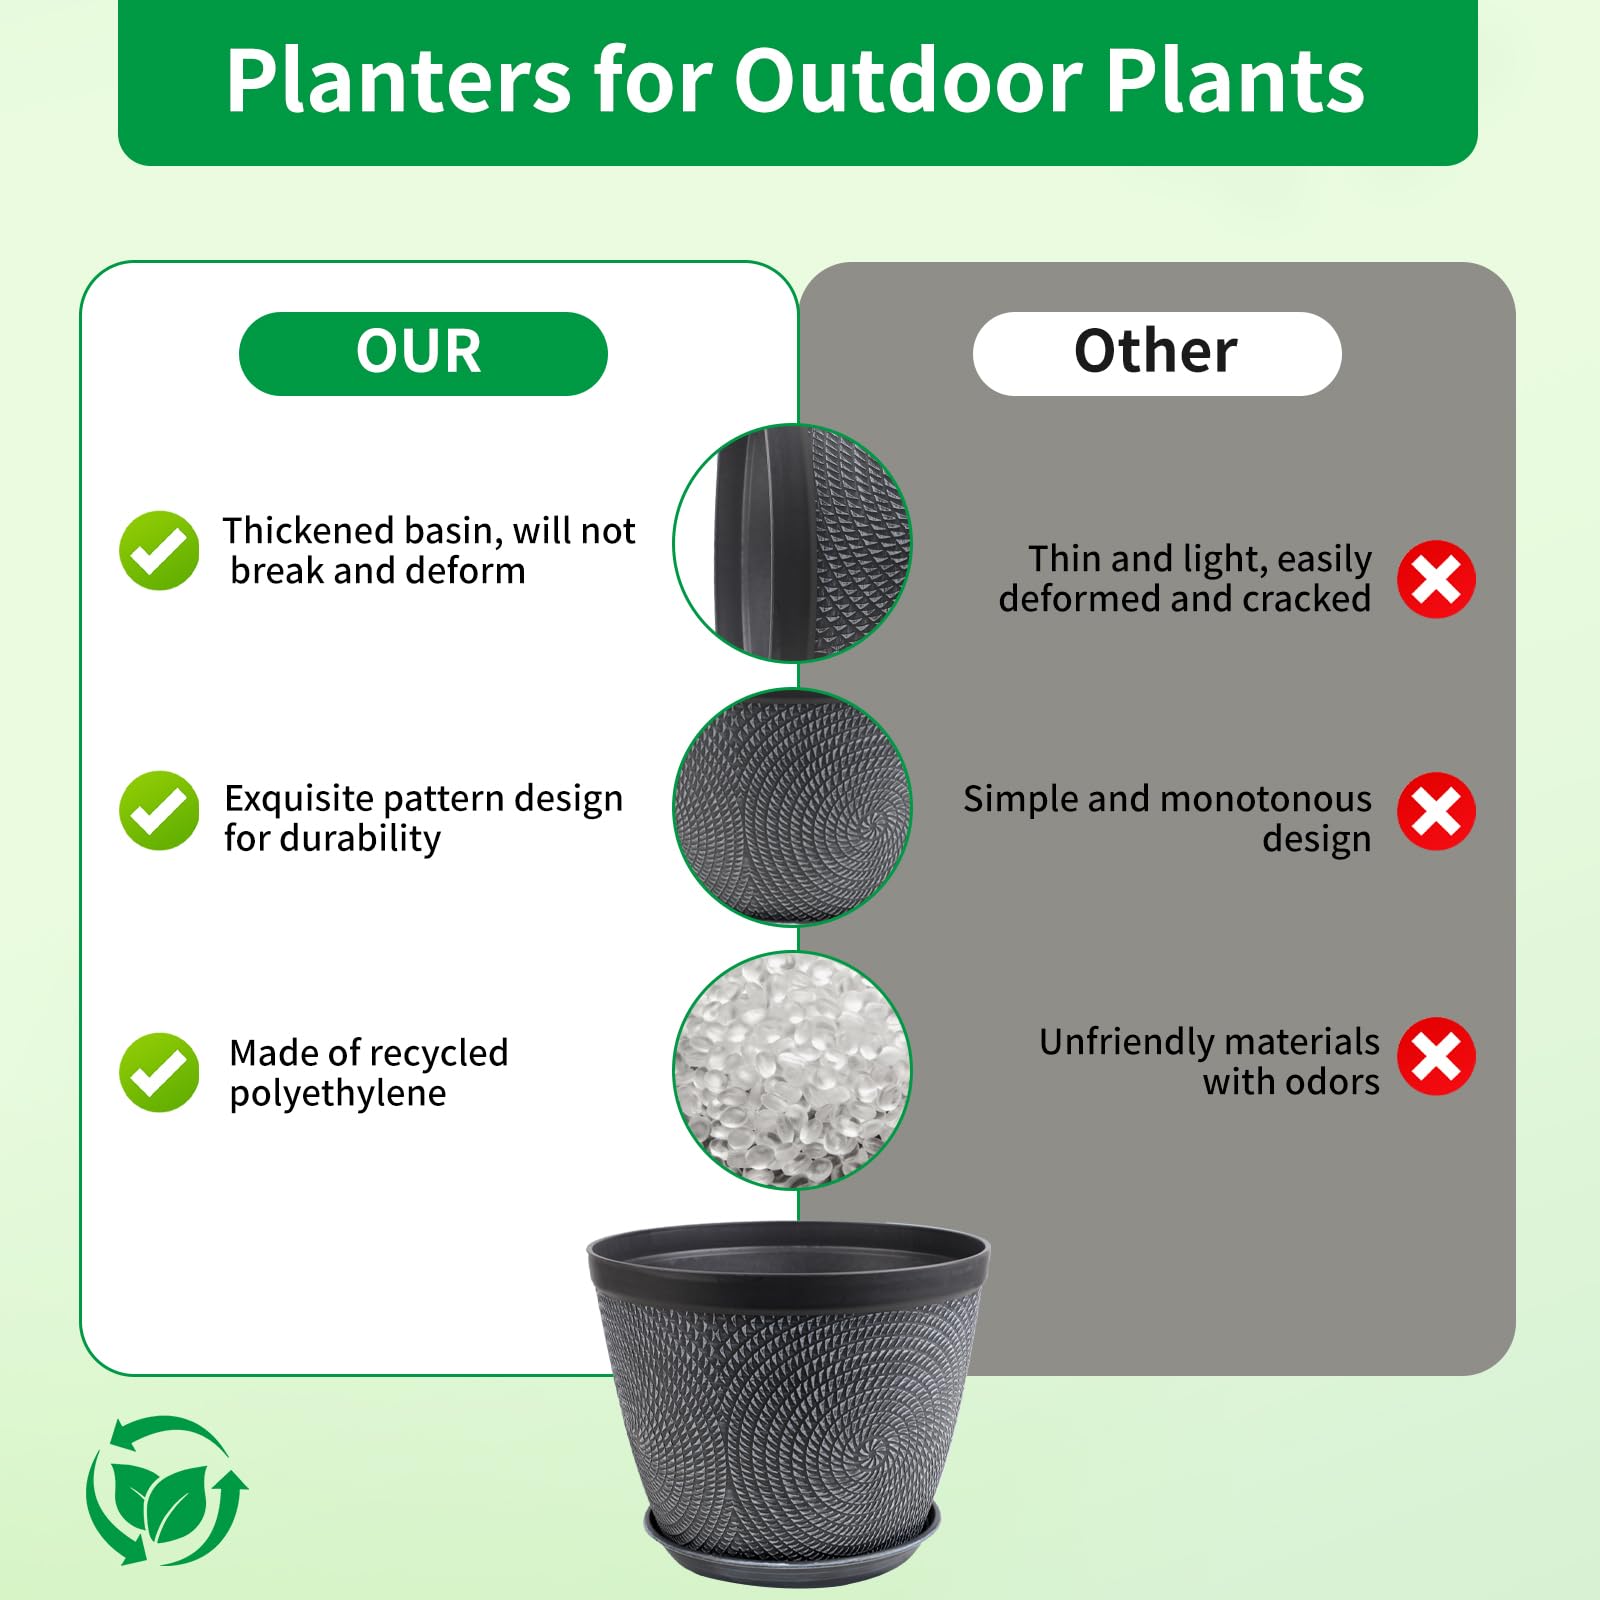 Planters for Outdoor Plants
OUR
Other
Thickened basin, will not
break and deform
Thin and light, easily
deformed and cracked
Exquisite pattern design
for durability
Simple and monotonous
design
Made of recycled
polyethylene
Unfriendly materials
with odors